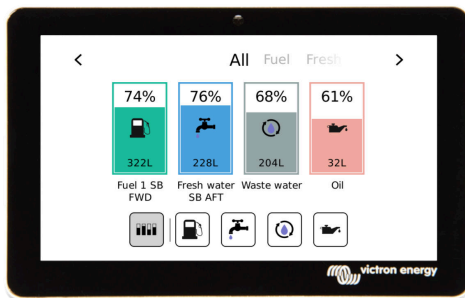 All Fuel Fresh
74% 76% 68% 61%
322L 228L 204L 32L
Fuel 1 SB FWD
Fresh water SB AFT
Waste water
Oil
victron energy